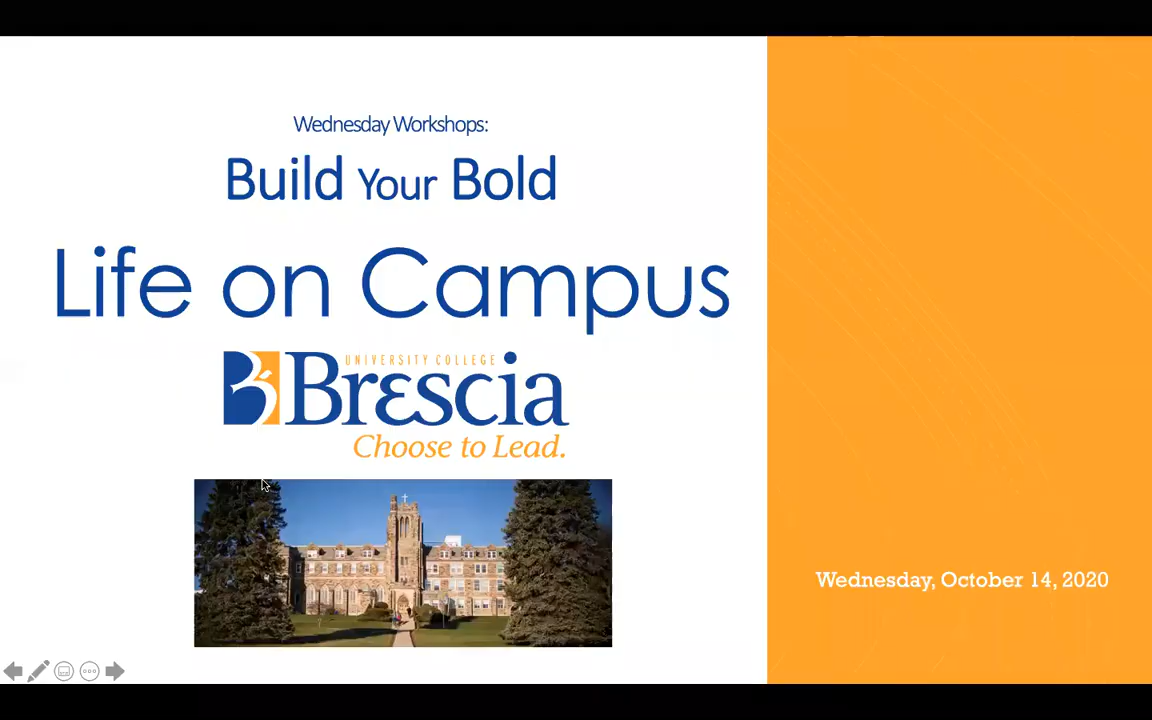 Wednesday Workshops:
Build Your Bold
Life on Campus
UNIVERSITY COLLEGE
Brescia
Choose to Lead.
Wednesday, October 14, 2020